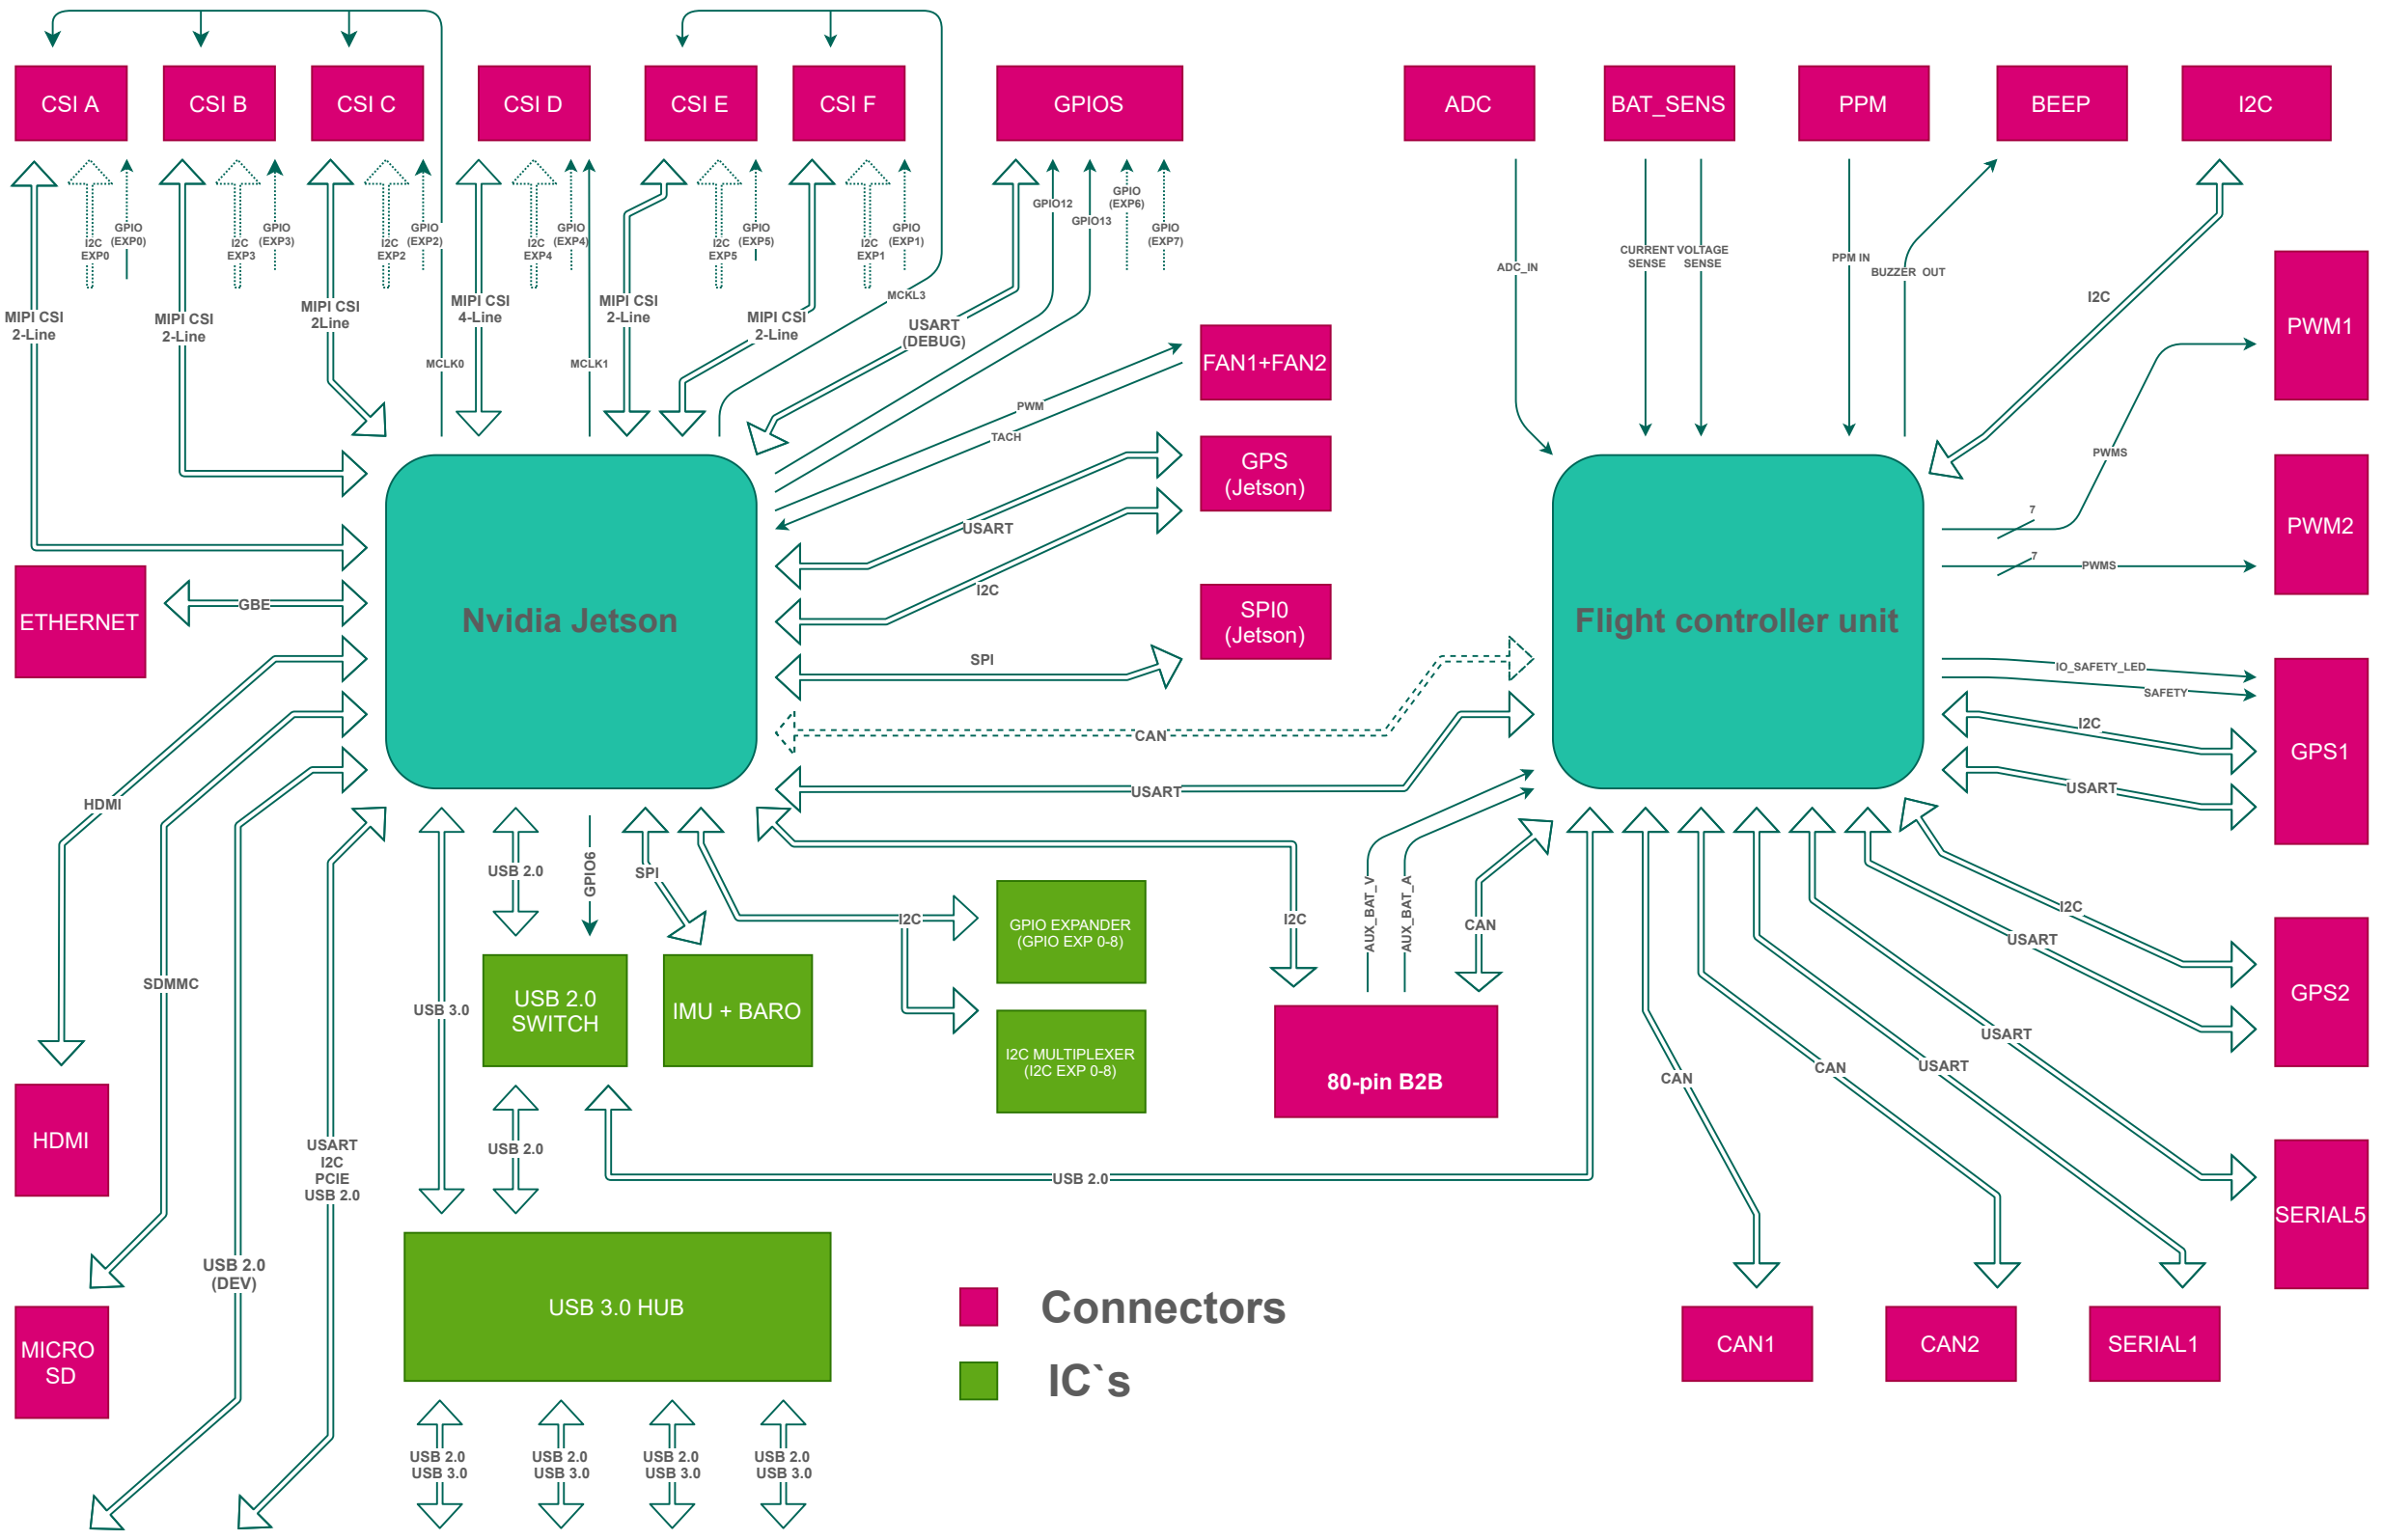 CSI A
CSI B
CSI C
CSI D
CSI E
CSI F
GPIOS
ADC
BAT_SENS
PPM
BEEP
I2C
MIPI CSI
2-Line
I2C
EXP0
GPIO
(EXP0)
MIPI CSI
2-Line
I2C
EXP3
GPIO
(EXP3)
MIPI CSI
2Line
I2C
EXP2
GPIO
(EXP2)
MCLK0
MIPI CSI
4-Line
I2C
EXP4
GPIO
(EXP4)
MCLK1
MIPI CSI
2-Line
I2C
EXP5
GPIO
(EXP5)
MIPI CSI
2-Line
I2C
EXP1
GPIO
(EXP1)
MCKL3
USART
(DEBUG)
GPIO12
GPIO13
GPIO
(EXP6)
GPIO
(EXP7)
ADC_IN
CURRENT
SENSE
VOLTAGE
SENSE
PPM IN
BUZZER OUT
I2C
PWM1
FAN1+FAN2
PWM
TACH
GPS
(Jetson)
USART
I2C
SPI0
(Jetson)
SPI
PWMS
7
PWM2
7
PWMS
ETHERNET
GBE
Nvidia Jetson
Flight controller unit
IO_SAFETY_LED
SAFETY
I2C
USART
GPS1
CAN
USART
HDMI
SDMMC
USB 2.0
(DEV)
USART
I2C
PCIE
USB 2.0
USB 3.0
USB 2.0
GPIO6
SPI
I2C
I2C
AUX_BAT_V
AUX_BAT_A
CAN
GPIO EXPANDER
(GPIO EXP 0-8)
I2C MULTIPLEXER
(I2C EXP 0-8)
USB 2.0
SWITCH
IMU + BARO
80-pin B2B
I2C
USART
GPS2
USART
USART
CAN
CAN
HDMI
USB 2.0
USB 2.0
SERIAL5
MICRO
SD
USB 3.0 HUB
Connectors
IC`s
CAN1
CAN2
SERIAL1
USB 2.0
USB 3.0
USB 2.0
USB 3.0
USB 2.0
USB 3.0
USB 2.0
USB 3.0